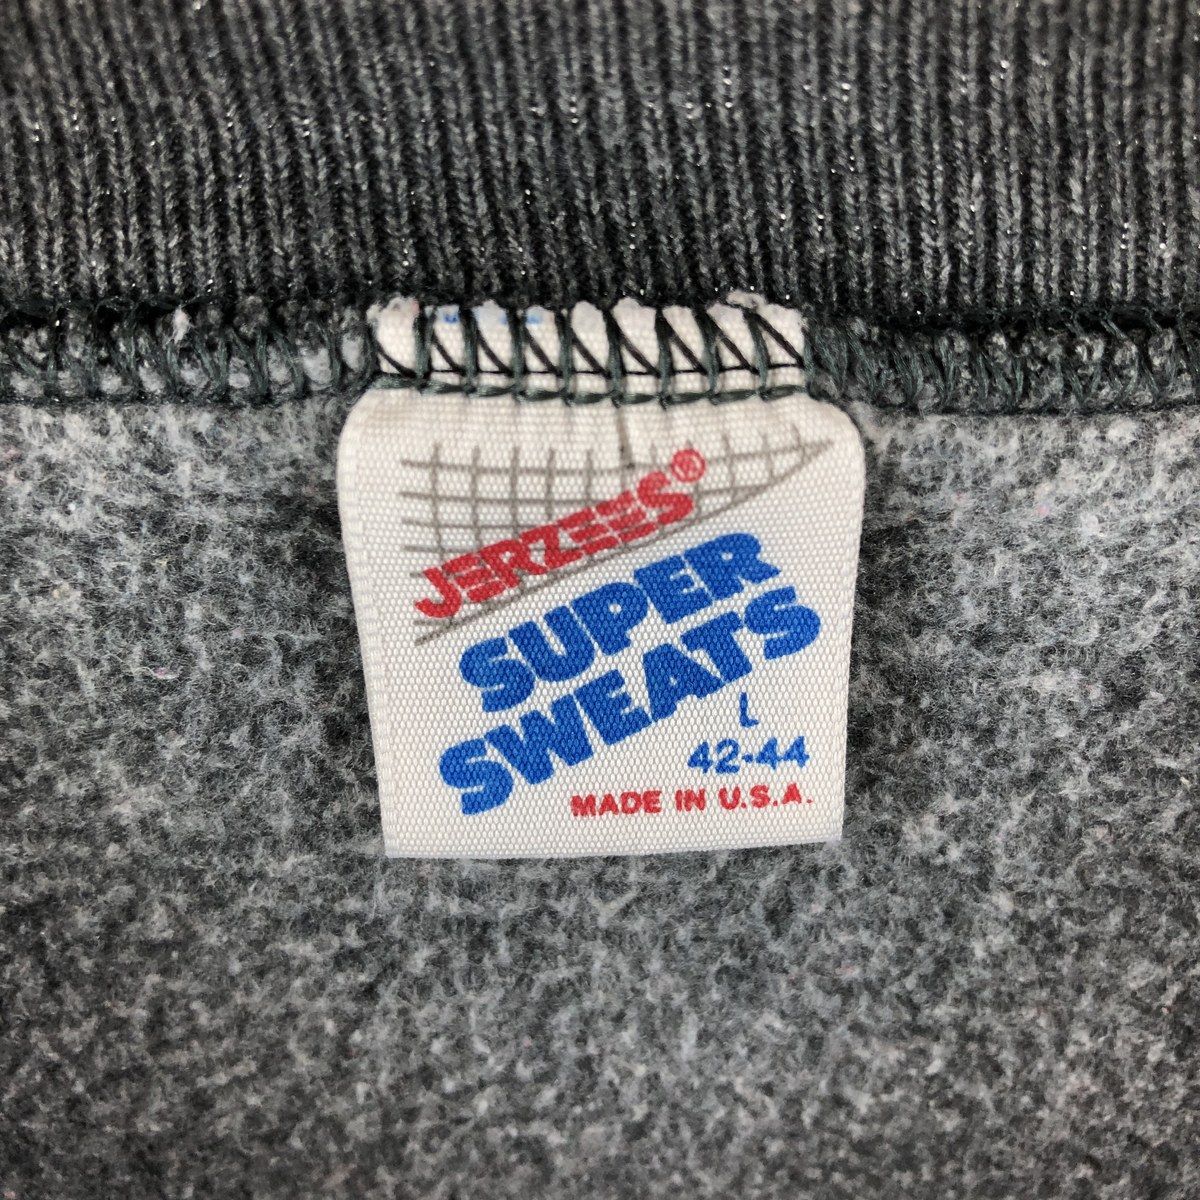 JERZEES®
SUPER
SWEATS
L
42-44
MADE IN U.S.A.